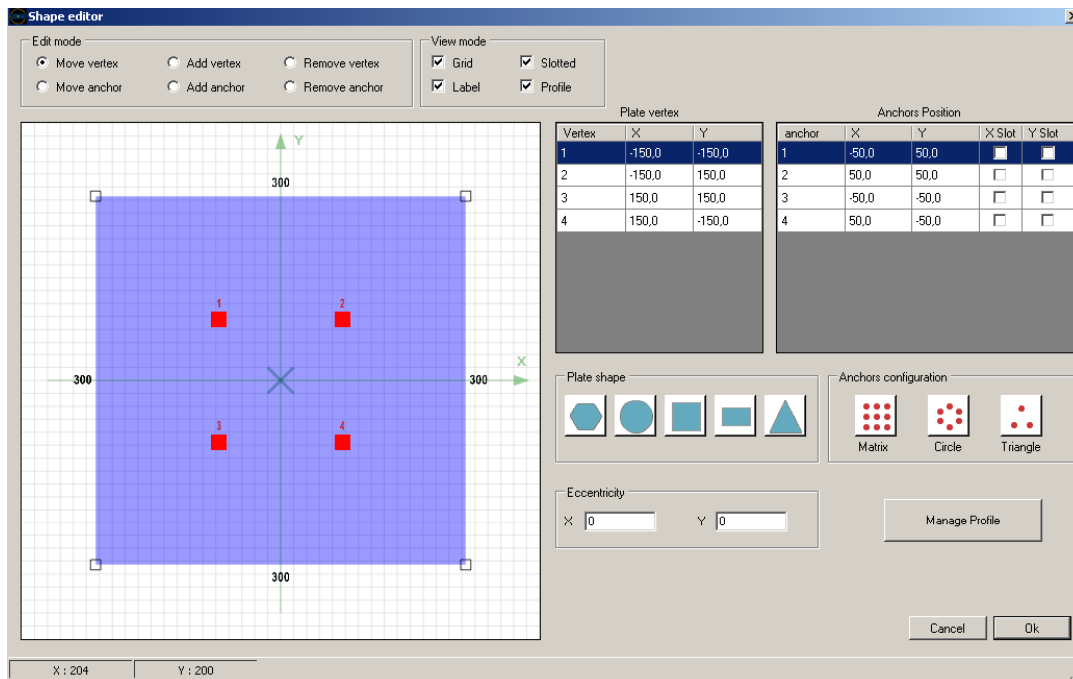 Shape editor
Edit mode
Move vertex Add vertex Remove vertex
Move anchor Add anchor Remove anchor
View mode
Grid Slotted
Label Profile
Y
300
1 2
300 300 X
3 4
300
Plate vertex
Vertex X Y
1 -150,0 -150,0
2 -150,0 150,0
3 150,0 150,0
4 150,0 -150,0
Anchors Position
anchor X Y X Slot Y Slot
1 -50,0 50,0
2 50,0 50,0
3 -50,0 -50,0
4 50,0 -50,0
Plate shape
Anchors configuration
Matrix Circle Triangle
Eccentricity
X 0 Y 0
Manage Profile
Cancel Ok
X : 204 Y : 200